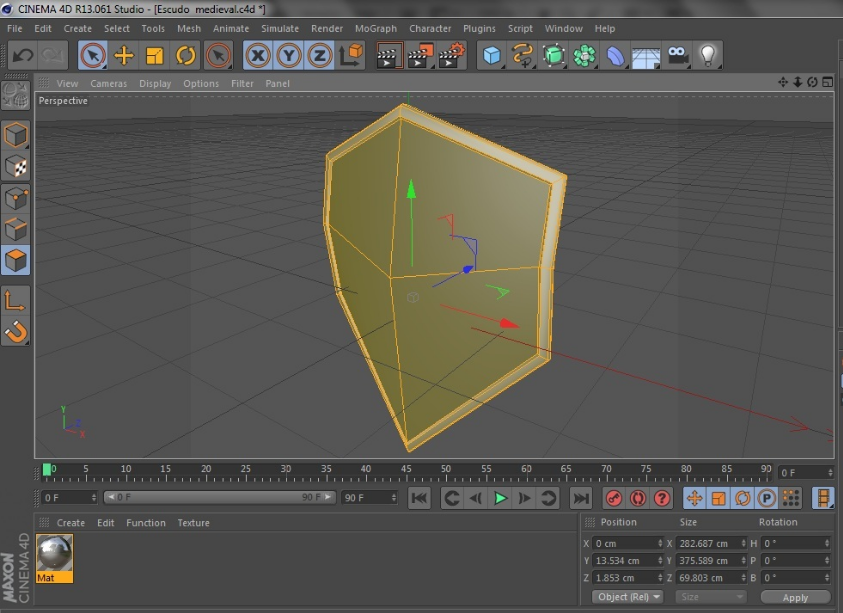 CINEMA 4D R13.061 Studio - [Escudo medieval.c4d *]
File Edit Create Select Tools Mesh Animate Simulate Render MoGraph Character Plugins Script Window Help
X Y Z
View Cameras Display Options Filter Panel
Perspective
Y
Z
X
0 5 10 15 20 25 30 35 40 45 50 55 60 65 70 75 80 85 90 0 F
0 F 0 F 90 F 90 F P
Create Edit Function Texture
Position Size Rotation
X 0 cm X 282.687 cm H 0 °
Y 13.534 cm Y 375.589 cm P 0 °
Z 1.853 cm Z 69.803 cm B 0 °
Object (Rel) Size Apply
Mat
MAXON
CINEMA 4D